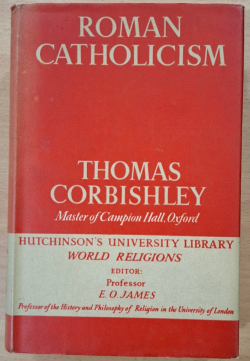 ROMAN
CATHOLICISM
THOMAS
CORBISHLEY
Master of Campion Hall, Oxford
HUTCHINSON'S UNIVERSITY LIBRARY
WORLD RELIGIONS
EDITOR:
Professor
E. O. JAMES
Professor of the History and Philosophy of Religion in the University of London